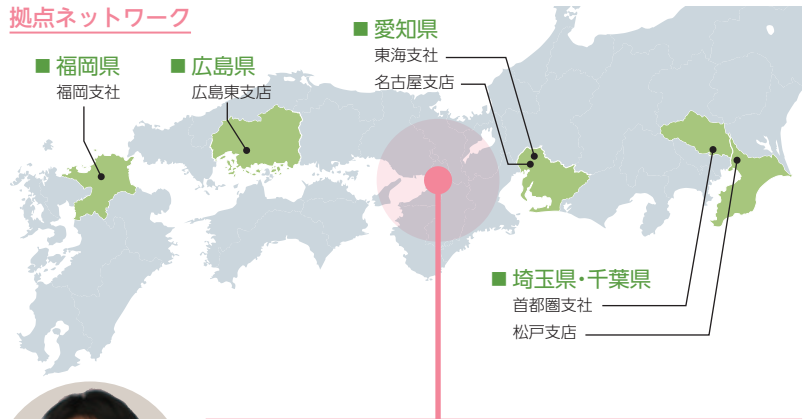 拠点ネットワーク
■ 愛知県
東海支社
名古屋支店
■ 福岡県
福岡支社
■ 広島県
広島東支店
■ 埼玉県・千葉県
首都圏支社
松戸支店